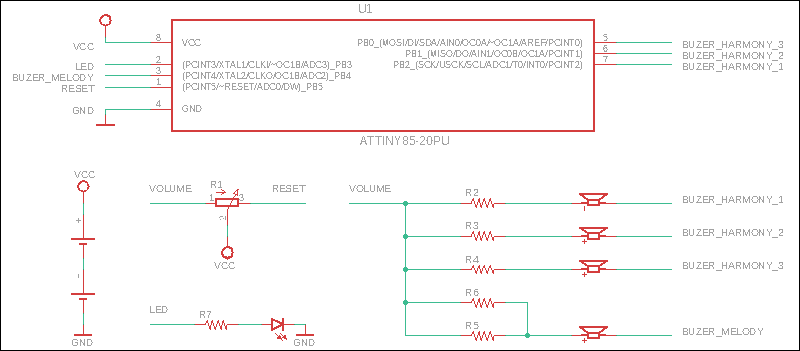 U1
VCC 8 VCC PB0_(MOSI/DI/SDA/AIN0/OC0A/~OC1A/AREF/PCINT0) 5 BUZER_HARMONY_3
PB1_(MISO/DO/AIN1/OC0B/OC1A/PCINT1) 6 BUZER_HARMONY_2
LED 2 (PCINT3/XTAL1/CLKI/~OC1B/ADC3)_PB3 PB2_(SCK/USCK/SCL/ADC1/T0/INT0/PCINT2) 7 BUZER_HARMONY_1
BUZER_MELODY 3 (PCINT4/XTAL2/CLKO/OC1B/ADC2)_PB4
RESET 1 (PCINT5/~RESET/ADC0/DW)_PB5
GND 4 GND
ATTINY85-20PU
VCC
+
-
GND
VOLUME R1 RESET
1 3
2
VCC
LED R7
GND
VOLUME R2 - BUZER_HARMONY_1
R3 + BUZER_HARMONY_2
R4 + BUZER_HARMONY_3
R6
R5 + BUZER_MELODY